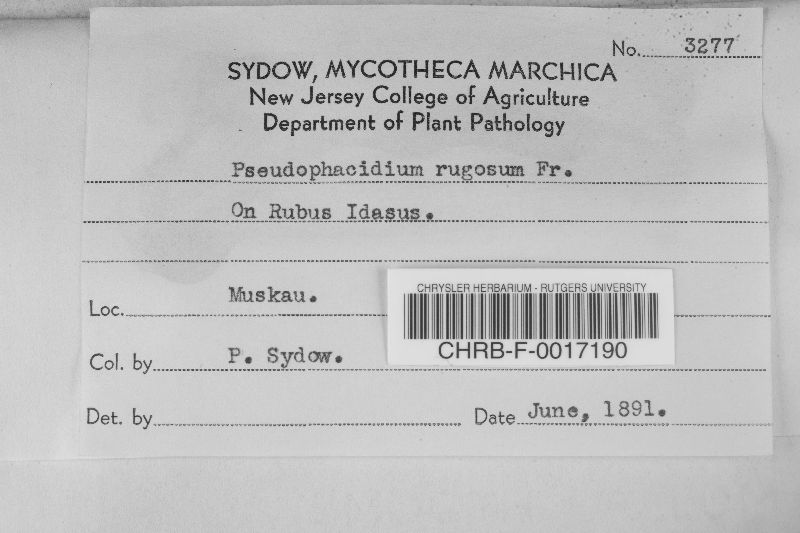 No. 3277
SYDOW, MYCOTHECA MARCHICA
New Jersey College of Agriculture
Department of Plant Pathology
Pseudophacidium rugosum Fr.
On Rubus Idasus.
Loc. Muskau.
CHRYSLER HERBARIUM - RUTGERS UNIVERSITY
CHRB-F-0017190
Col. by P. Sydow.
Det. by
Date June, 1891.